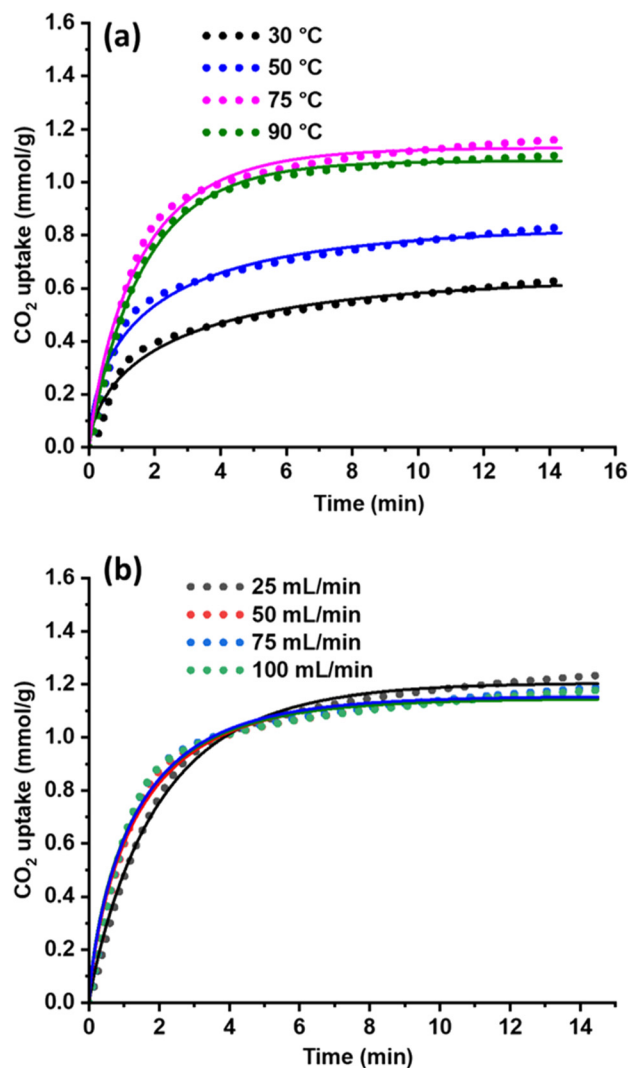 (a)
30 °C
50 °C
75 °C
90 °C
CO₂ uptake (mmol/g)
1.6
1.4
1.2
1.0
0.8
0.6
0.4
0.2
0.0
0 2 4 6 8 10 12 14 16
Time (min)
(b)
25 mL/min
50 mL/min
75 mL/min
100 mL/min
CO₂ uptake (mmol/g)
1.6
1.4
1.2
1.0
0.8
0.6
0.4
0.2
0.0
0 2 4 6 8 10 12 14
Time (min)